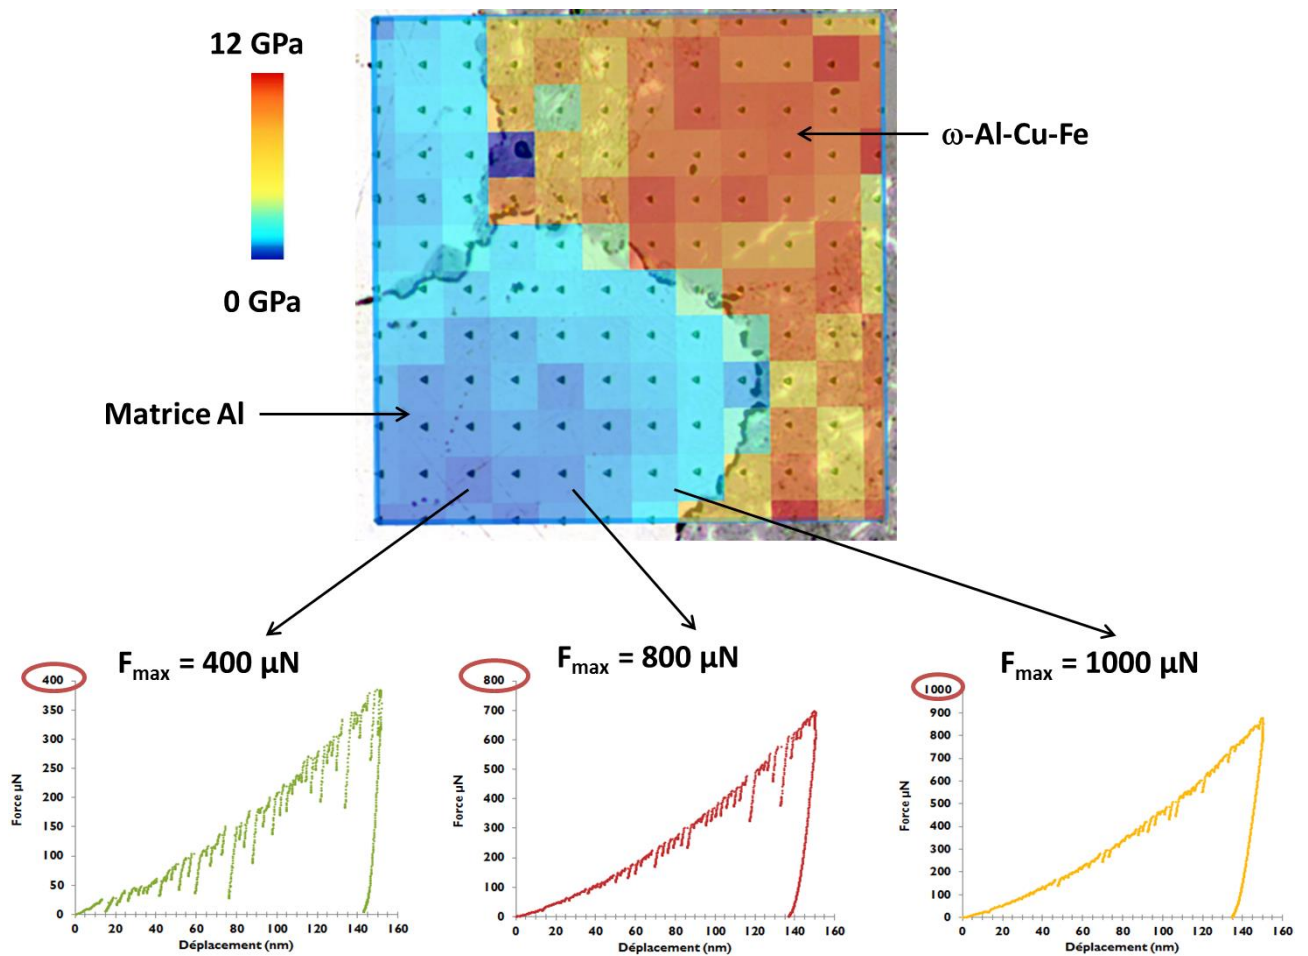 12 GPa
0 GPa
ω-Al-Cu-Fe
Matrice Al
Fmax = 400 µN
400
350
300
250
200
150
100
50
0
Force µN
0 20 40 60 80 100 120 140 160
Déplacement (nm)
Fmax = 800 µN
800
700
600
500
400
300
200
100
0
Force µN
0 20 40 60 80 100 120 140 160
Déplacement (nm)
Fmax = 1000 µN
1000
900
800
700
600
500
400
300
200
100
0
Force µN
0 20 40 60 80 100 120 140 160
Déplacement (nm)